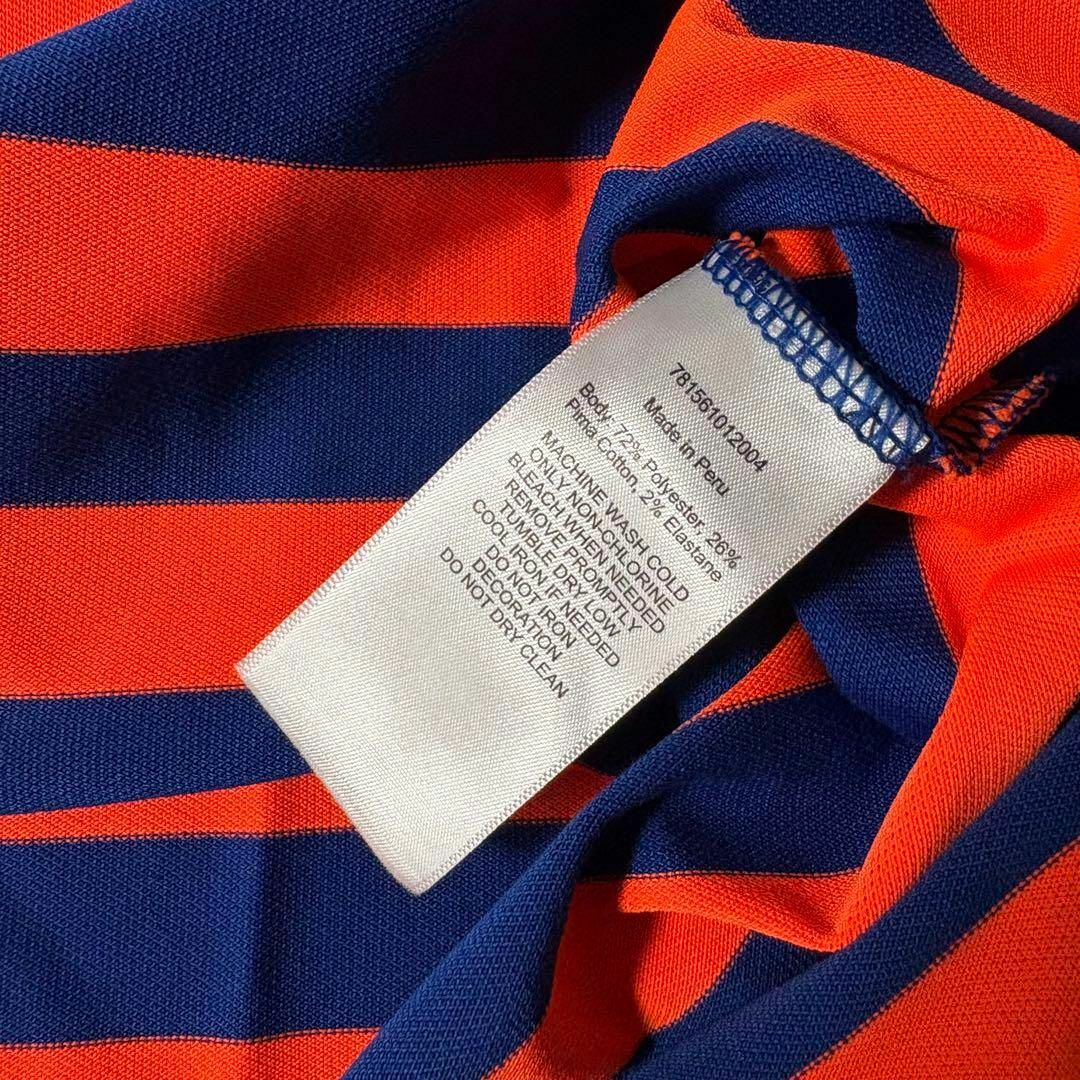 781561012004
Made in Peru
Body, 72% Polyester, 26%
Pima Cotton, 2% Elastane
MACHINE WASH COLD
ONLY NON-CHLORINE
BLEACH WHEN NEEDED
REMOVE PROMPTLY
TUMBLE DRY LOW
COOL IRON IF NEEDED
DO NOT IRON
DECORATION
DO NOT DRY CLEAN